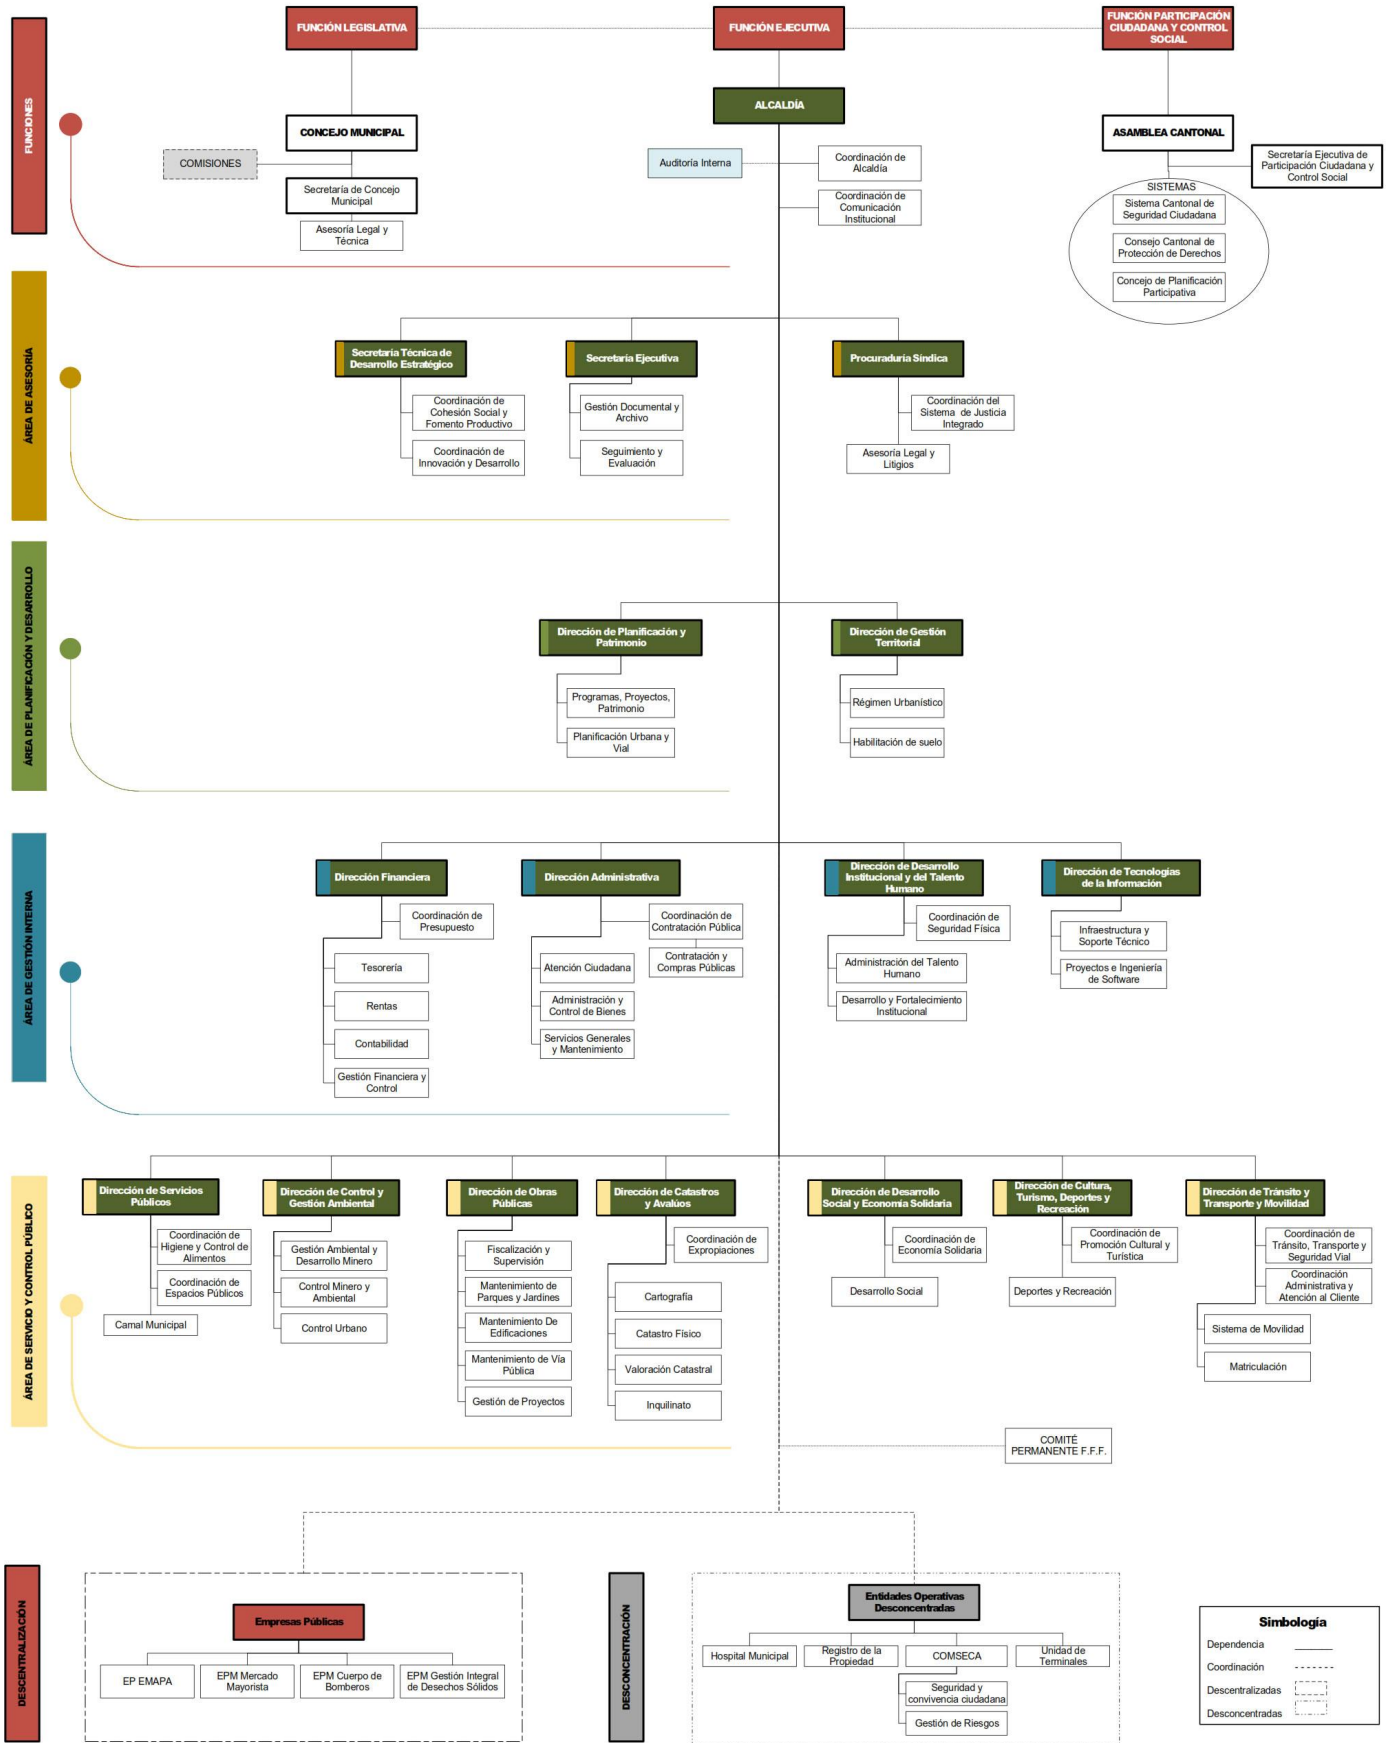 FUNCIONES
FUNCIÓN LEGISLATIVA
FUNCIÓN EJECUTIVA
FUNCIÓN PARTICIPACIÓN
CIUDADANA Y CONTROL
SOCIAL
ALCALDÍA
CONCEJO MUNICIPAL
ASAMBLEA CANTONAL
COMISIONES
Auditoría Interna
Coordinación de
Alcaldía
Secretaría Ejecutiva de
Participación Ciudadana y
Control Social
Secretaría de Concejo
Municipal
Coordinación de
Comunicación
Institucional
Asesoría Legal y
Técnica
SISTEMAS
Sistema Cantonal de
Seguridad Ciudadana
Consejo Cantonal de
Protección de Derechos
Concejo de Planificación
Participativa
ÁREA DE ASESORÍA
Secretaría Técnica de
Desarrollo Estratégico
Coordinación de
Cohesión Social y
Fomento Productivo
Coordinación de
Innovación y Desarrollo
Secretaría Ejecutiva
Gestión Documental y
Archivo
Seguimiento y
Evaluación
Procuraduría Síndica
Coordinación del
Sistema de Justicia
Integrado
Asesoría Legal y
Litigios
ÁREA DE PLANIFICACIÓN Y DESARROLLO
Dirección de Planificación y
Patrimonio
Programas, Proyectos,
Patrimonio
Planificación Urbana y
Vial
Dirección de Gestión
Territorial
Régimen Urbanístico
Habilitación de suelo
ÁREA DE GESTIÓN INTERNA
Dirección Financiera
Coordinación de
Presupuesto
Tesorería
Rentas
Contabilidad
Gestión Financiera y
Control
Dirección Administrativa
Coordinación de
Contratación Pública
Contratación y
Compras Públicas
Atención Ciudadana
Administración y
Control de Bienes
Servicios Generales
y Mantenimiento
Dirección de Desarrollo
Institucional y del Talento
Humano
Coordinación de
Seguridad Física
Administración del Talento
Humano
Desarrollo y Fortalecimiento
Institucional
Dirección de Tecnologías
de la Información
Infraestructura y
Soporte Técnico
Proyectos e Ingeniería
de Software
ÁREA DE SERVICIO Y CONTROL PÚBLICO
Dirección de Servicios
Públicos
Coordinación de
Higiene y Control de
Alimentos
Coordinación de
Espacios Públicos
Camal Municipal
Dirección de Control y
Gestión Ambiental
Gestión Ambiental y
Desarrollo Minero
Control Minero y
Ambiental
Control Urbano
Dirección de Obras
Públicas
Fiscalización y
Supervisión
Mantenimiento de
Parques y Jardines
Mantenimiento De
Edificaciones
Mantenimiento de Vía
Pública
Gestión de Proyectos
Dirección de Catastros
y Avalúos
Coordinación de
Expropiaciones
Cartografía
Catastro Físico
Valoración Catastral
Inquilinato
Dirección de Desarrollo
Social y Economía Solidaria
Coordinación de
Economía Solidaria
Desarrollo Social
Dirección de Cultura,
Turismo, Deportes y
Recreación
Coordinación de
Promoción Cultural y
Turística
Deportes y Recreación
Dirección de Tránsito y
Transporte y Movilidad
Coordinación de
Tránsito, Transporte y
Seguridad Vial
Coordinación
Administrativa y
Atención al Cliente
Sistema de Movilidad
Matriculación
COMITÉ
PERMANENTE F.F.F.
DESCENTRALIZACIÓN
Empresas Públicas
EP EMAPA
EPM Mercado
Mayorista
EPM Cuerpo de
Bomberos
EPM Gestión Integral
de Desechos Sólidos
DESCONCENTRACIÓN
Entidades Operativas
Desconcentradas
Hospital Municipal
Registro de la
Propiedad
COMSECA
Unidad de
Terminales
Seguridad y
convivencia ciudadana
Gestión de Riesgos
Simbología
Dependencia
Coordinación
Descentralizadas
Desconcentradas